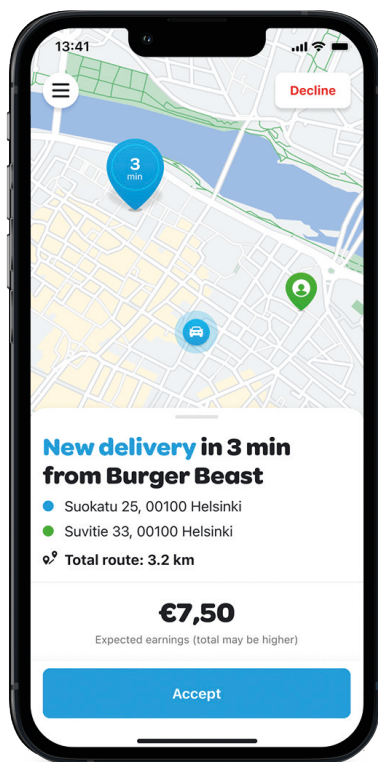 13:41
Decline
3
min
New delivery in 3 min
from Burger Beast
Suokatu 25, 00100 Helsinki
Suvitie 33, 00100 Helsinki
Total route: 3.2 km
€7,50
Expected earnings (total may be higher)
Accept